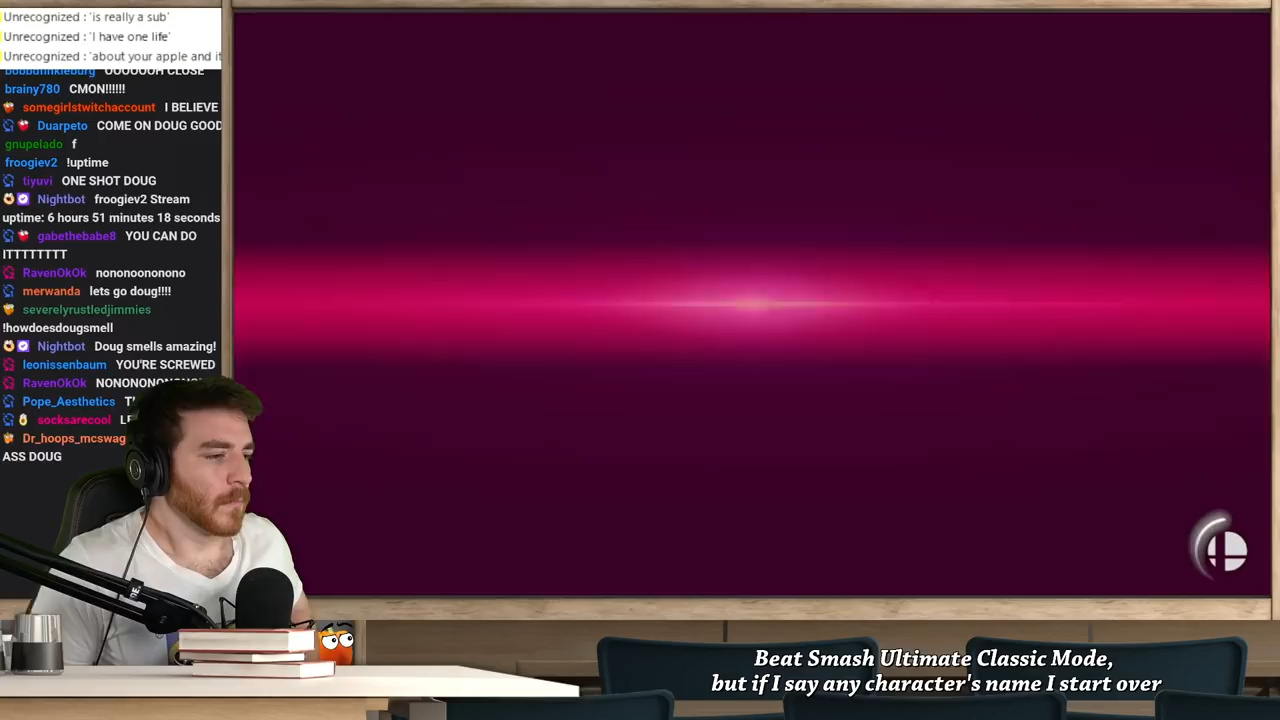 Unrecognized : 'is really a sub'
Unrecognized : 'I have one life'
Unrecognized : 'about your apple and it
OOOOOOH CLOSE
brainy780 CMON!!!!!!
somegirlstwitchaccount I BELIEVE
Duarpeto COME ON DOUG GOOD
gnupelado f
froogiev2 !uptime
tiyuvi ONE SHOT DOUG
Nightbot froogiev2 Stream
uptime: 6 hours 51 minutes 18 seconds
gabethebabe8 YOU CAN DO
ITTTTTTTT
RavenOkOk nononoononono
merwanda lets go doug!!!!
severelyrustledjimmies
!howdoesdougsmell
Nightbot Doug smells amazing!
leonissenbaum YOU'RE SCREWED
RavenOkOk
Pope_Aesthetics
socksarecool
Dr_hoops_mcswag
ASS DOUG
Beat Smash Ultimate Classic Mode,
but if I say any character's name I start over